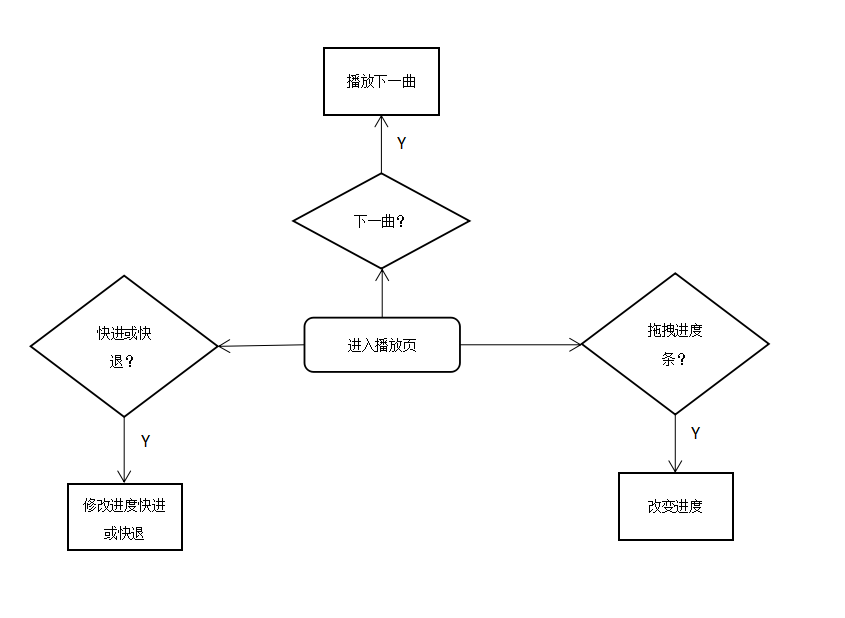 播放下一曲
Y
下一曲？
快进或快
退？
进入播放页
拖拽进度
条？
Y
Y
修改进度快进
或快退
改变进度